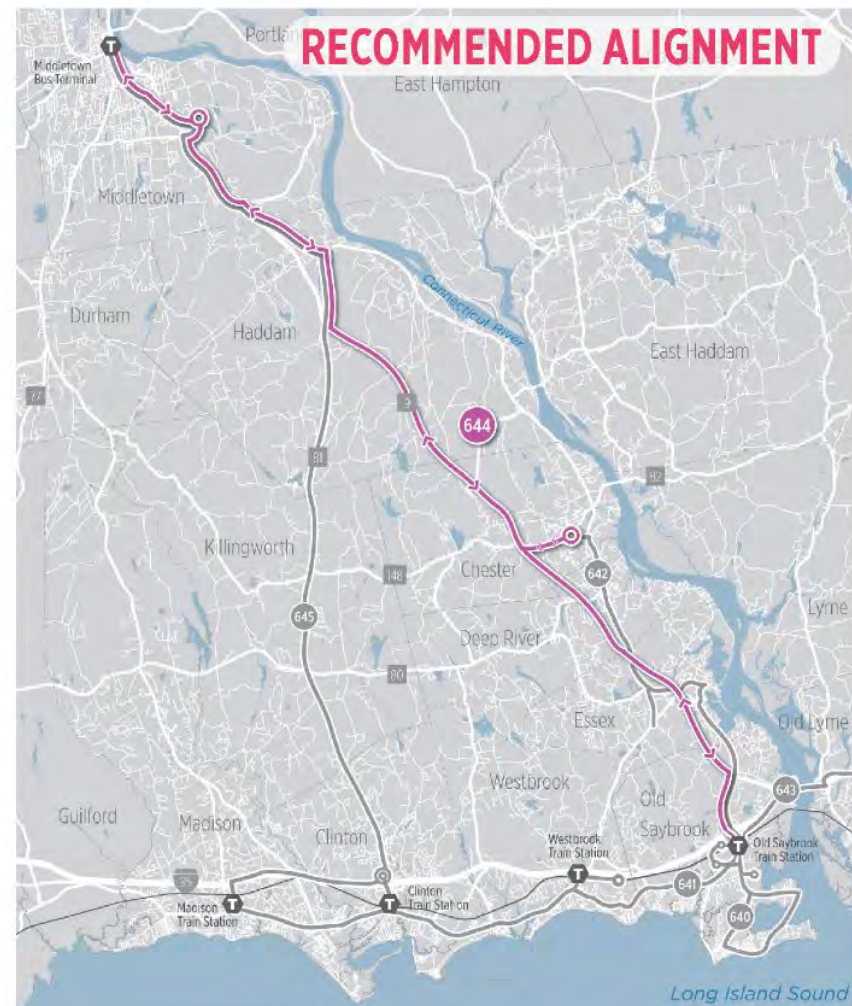 RECOMMENDED ALIGNMENT
Middletown
Bus Terminal
East Hampton
Middletown
Connecticut River
Durham
Haddam
East Haddam
77
9
644
81
82
Killingworth
148
Chester
642
645
Lyme
Deep River
80
Essex
Old Lyme
Westbrook
Old
Saybrook
643
Guilford
Madison
Clinton
Westbrook
Train Station
T
Old Saybrook
Train Station
95
641
Madison
Train Station
T
Clinton
Train Station
T
640
Long Island Sound